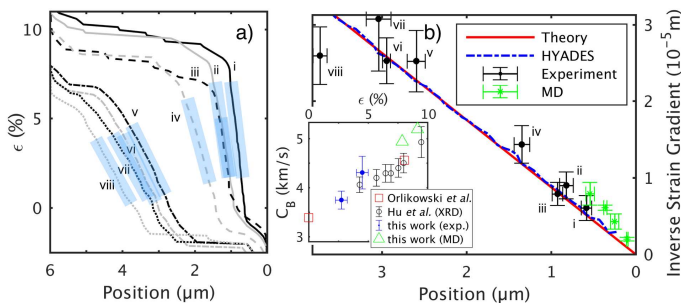 a)
10
5
0
ϵ (%)
iii
ii
i
iv
v
vi
vii
viii
6
4
2
0
Position (μm)
b)
Theory
HYADES
Experiment
MD
vii
vi
v
viii
iv
ii
iii
i
ϵ (%)
0
5
10
5
4
3
C_B (km/s)
Orlikowski et al.
Hu et al. (XRD)
this work (exp.)
this work (MD)
3
2
1
0
Position (μm)
3
2
1
0
Inverse Strain Gradient (10⁻⁵m)